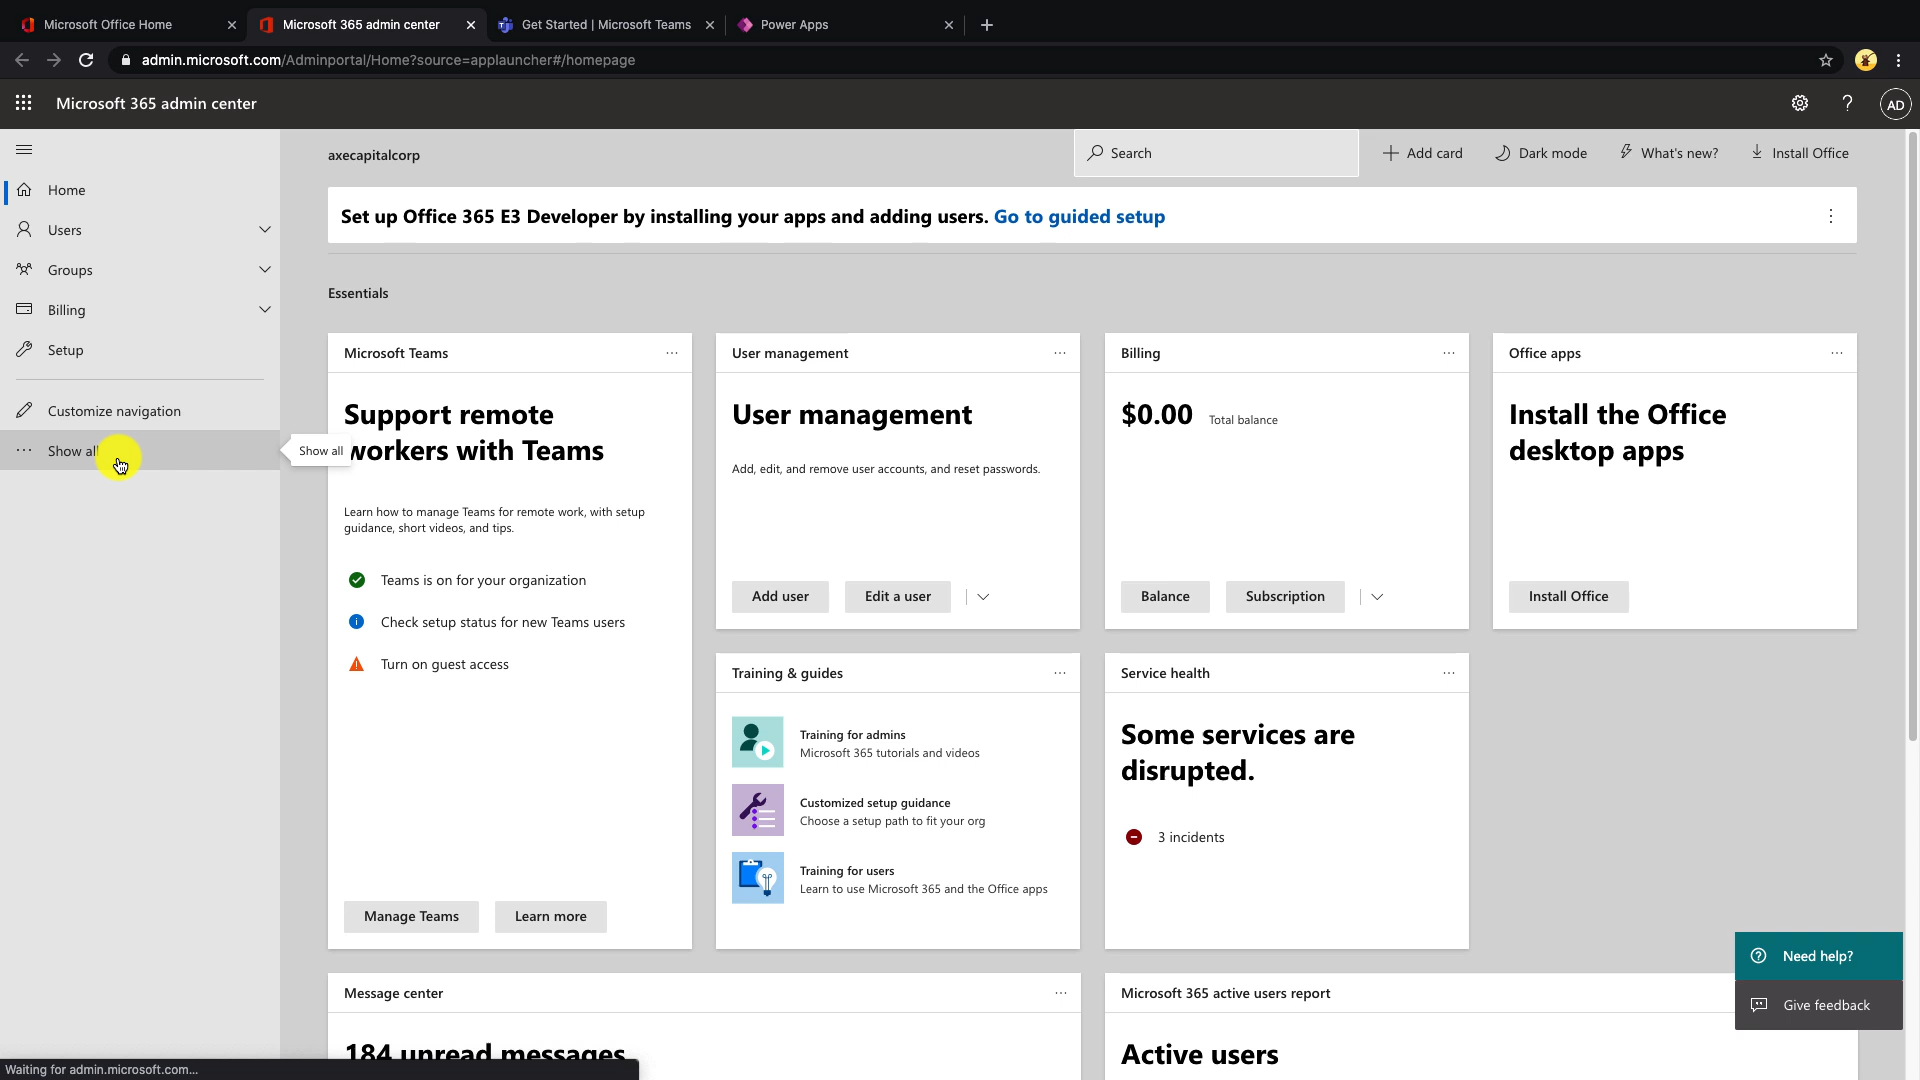 Microsoft Office Home
Microsoft 365 admin center
Get Started | Microsoft Teams
Power Apps
admin.microsoft.com/Adminportal/Home?source=applauncher#/homepage
Microsoft 365 admin center
AD
axecapitalcorp
Search
Add card
Dark mode
What's new?
Install Office
Home
Users
Groups
Billing
Setup
Customize navigation
Show all
Show all
Set up Office 365 E3 Developer by installing your apps and adding users. Go to guided setup
Essentials
Microsoft Teams
Support remote
workers with Teams
Learn how to manage Teams for remote work, with setup
guidance, short videos, and tips.
Teams is on for your organization
Check setup status for new Teams users
Turn on guest access
Manage Teams
Learn more
User management
User management
Add, edit, and remove user accounts, and reset passwords.
Add user
Edit a user
Billing
$0.00 Total balance
Balance
Subscription
Office apps
Install the Office
desktop apps
Install Office
Training & guides
Training for admins
Microsoft 365 tutorials and videos
Customized setup guidance
Choose a setup path to fit your org
Training for users
Learn to use Microsoft 365 and the Office apps
Service health
Some services are
disrupted.
3 incidents
Message center
184 unread messages
Microsoft 365 active users report
Active users
Need help?
Give feedback
Waiting for admin.microsoft.com...